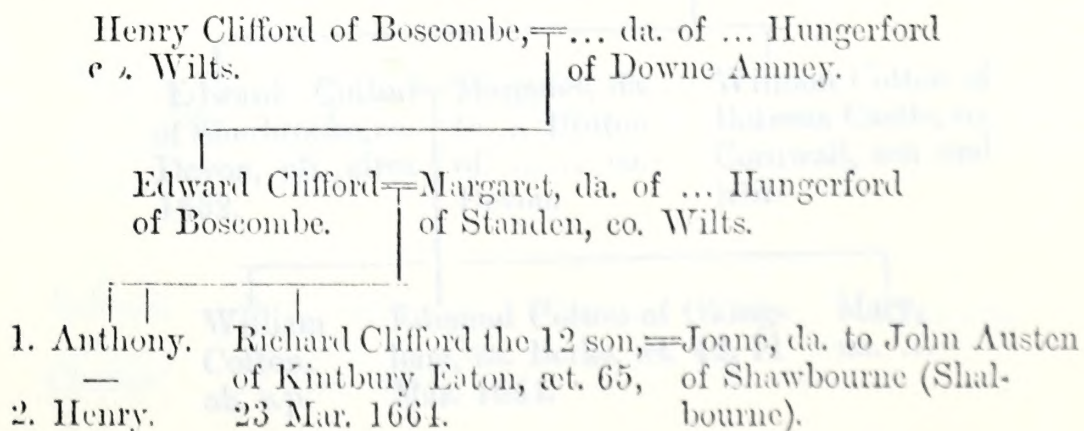 Henry Clifford of Boscombe, = ... da. of ... Hungerford
co. Wilts. of Downe Amney.
Edward Clifford = Margaret, da. of ... Hungerford
of Boscombe. of Standen, co. Wilts.
1. Anthony. Richard Clifford the 12 son, = Joane, da. to John Austen
— of Kintbury Eaton, æt. 65, of Shawbourne (Shal-
2. Henry. 23 Mar. 1664. bourne).